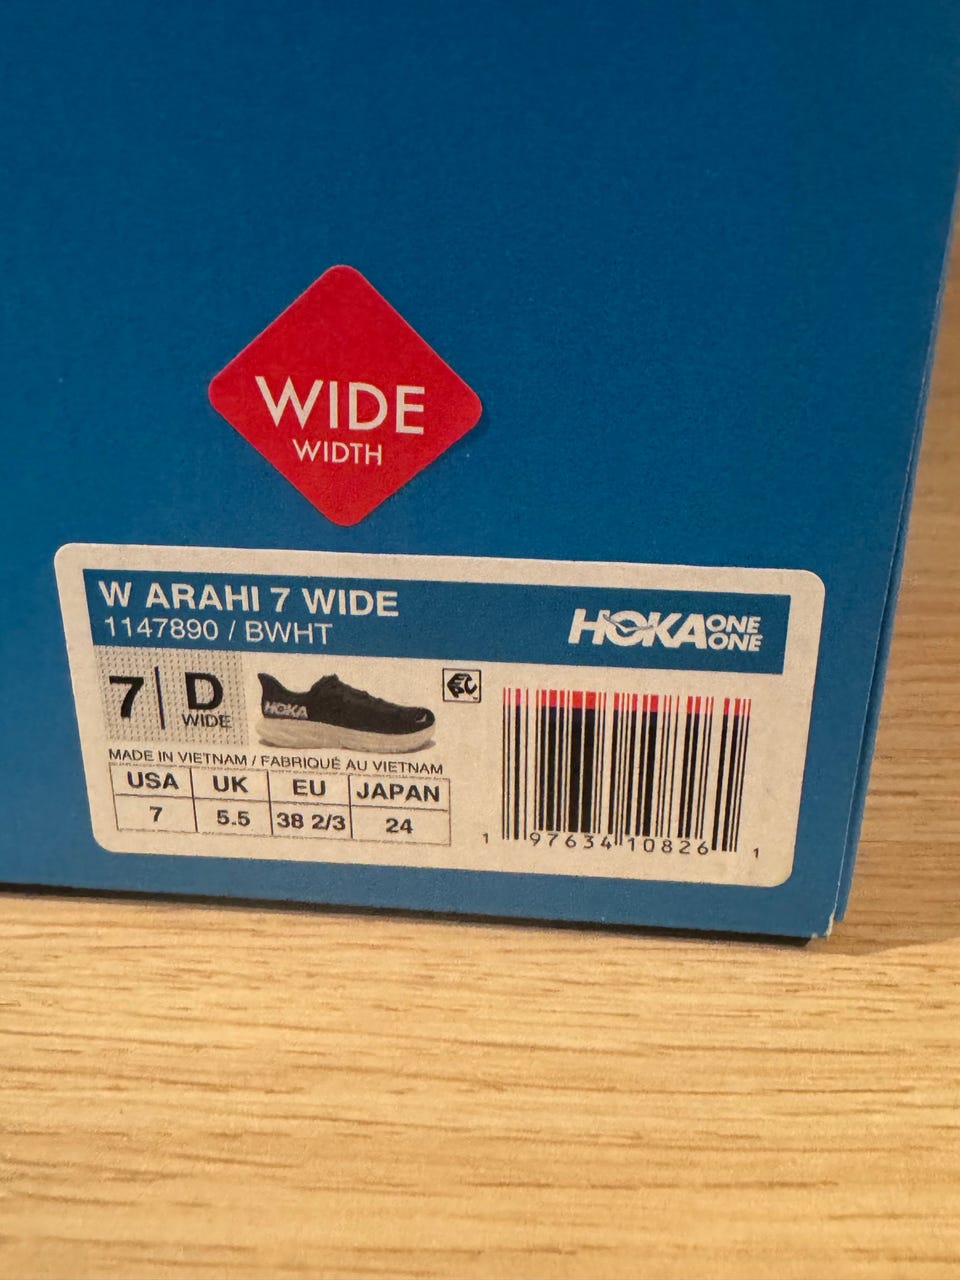 WIDE
WIDTH
W ARAHI 7 WIDE
1147890 / BWHT
HOKA ONE ONE
7 | D
WIDE
HOKA
MADE IN VIETNAM / FABRIQUÉ AU VIETNAM
USA UK EU JAPAN
7 5.5 38 2/3 24
1 97634 10826 1